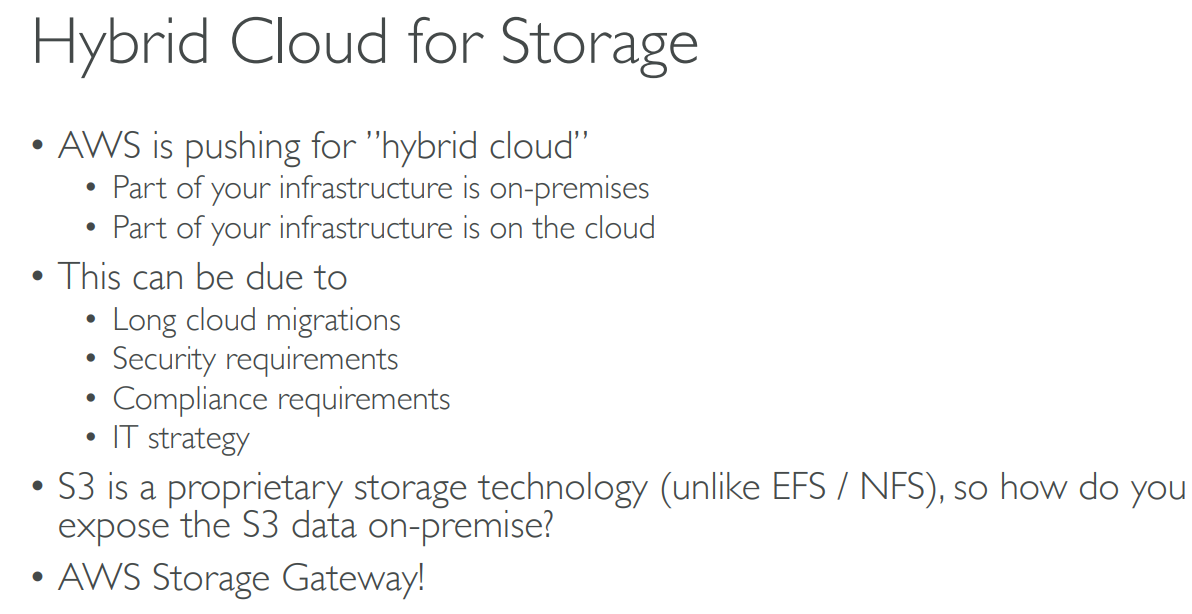 Hybrid Cloud for Storage
• AWS is pushing for ”hybrid cloud”
• Part of your infrastructure is on-premises
• Part of your infrastructure is on the cloud
• This can be due to
• Long cloud migrations
• Security requirements
• Compliance requirements
• IT strategy
• S3 is a proprietary storage technology (unlike EFS / NFS), so how do you
expose the S3 data on-premise?
• AWS Storage Gateway!